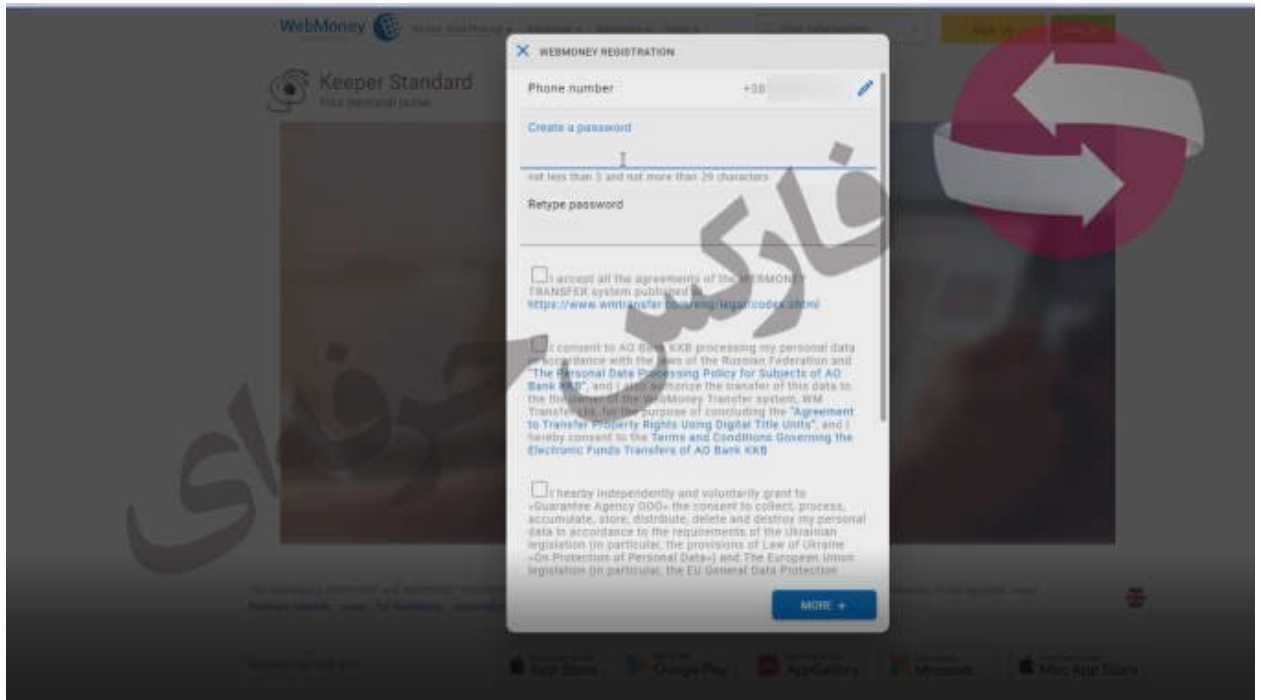 WebMoney
Keeper Standard
Your personal purse
WEBMONEY REGISTRATION
Phone number +38
Create a password
not less than 5 and not more than 29 characters
Retype password
I accept all the agreements of the WEBMONEY
TRANSFER system published at
https://www.wmtransfer.com/eng/legal/codex.shtml
I consent to AO Bank KKB processing my personal data
in accordance with the laws of the Russian Federation and
"The Personal Data Processing Policy for Subjects of AO
Bank KKB", and I also authorize the transfer of this data to
the the owner of the WebMoney Transfer system, WM
Transfer Ltd, for the purpose of concluding the "Agreement
to Transfer Property Rights Using Digital Title Units", and I
hereby consent to the Terms and Conditions Governing the
Electronic Funds Transfers of AO Bank KKB
I hearby independently and voluntarily grant to
«Guarantee Agency OOO» the consent to collect, process,
accumulate, store, distribute, delete and destroy my personal
data in accordance to the requirements of the Ukrainian
legislation (in particular, the provisions of Law of Ukraine
«On Protection of Personal Data») and The European Union
legislation (in particular, the EU General Data Protection
MORE +
App Store
Google Play
AppGallery
Microsoft
Mac App Store
فارکس حرفه‌ای